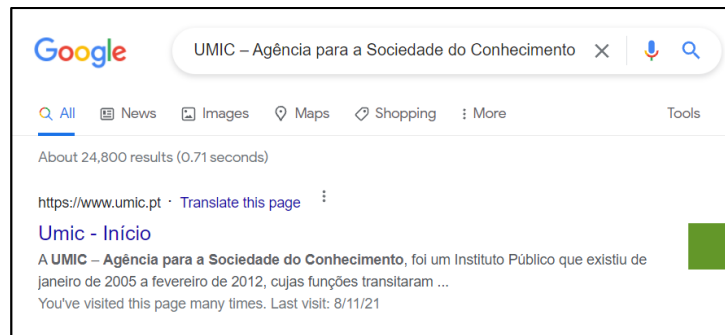 Google
UMIC – Agência para a Sociedade do Conhecimento
All News Images Maps Shopping More Tools
About 24,800 results (0.71 seconds)
https://www.umic.pt · Translate this page
Umic - Início
A UMIC – Agência para a Sociedade do Conhecimento, foi um Instituto Público que existiu de
janeiro de 2005 a fevereiro de 2012, cujas funções transitaram ...
You've visited this page many times. Last visit: 8/11/21